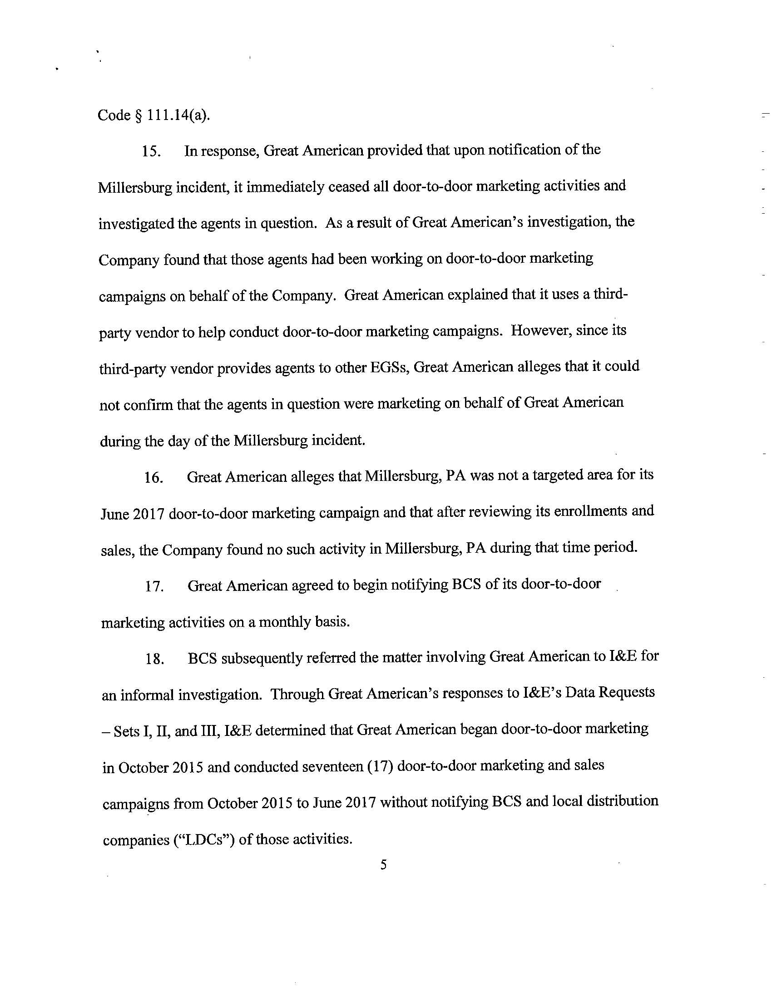 Code § 111.14(a).
15. In response, Great American provided that upon notification of the
Millersburg incident, it immediately ceased all door-to-door marketing activities and
investigated the agents in question. As a result of Great American's investigation, the
Company found that those agents had been working on door-to-door marketing
campaigns on behalf of the Company. Great American explained that it uses a third-
party vendor to help conduct door-to-door marketing campaigns. However, since its
third-party vendor provides agents to other EGSs, Great American alleges that it could
not confirm that the agents in question were marketing on behalf of Great American
during the day of the Millersburg incident.
16. Great American alleges that Millersburg, PA was not a targeted area for its
June 2017 door-to-door marketing campaign and that after reviewing its enrollments and
sales, the Company found no such activity in Millersburg, PA during that time period.
17. Great American agreed to begin notifying BCS of its door-to-door
marketing activities on a monthly basis.
18. BCS subsequently referred the matter involving Great American to I&E for
an informal investigation. Through Great American's responses to I&E's Data Requests
– Sets I, II, and III, I&E determined that Great American began door-to-door marketing
in October 2015 and conducted seventeen (17) door-to-door marketing and sales
campaigns from October 2015 to June 2017 without notifying BCS and local distribution
companies ("LDCs") of those activities.
5